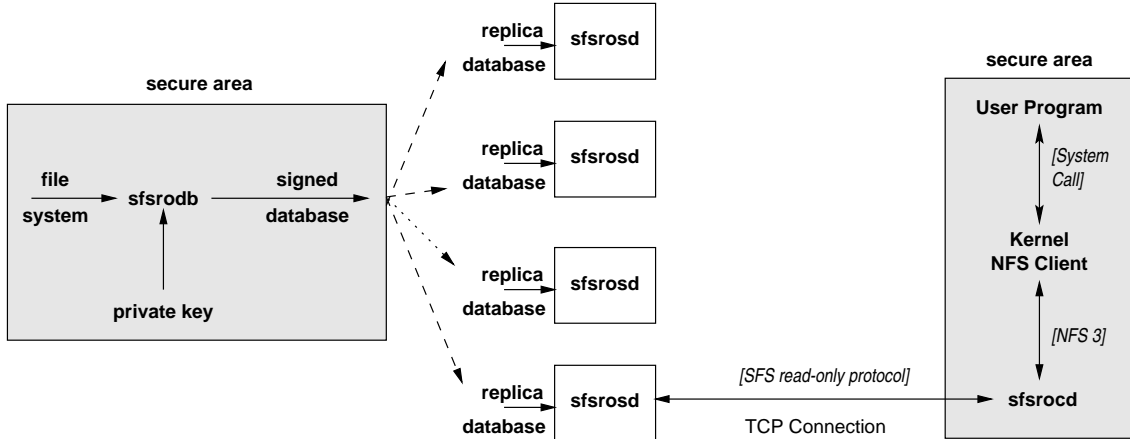 secure area
file
system
sfsrodb
signed
database
private key
replica
database
sfsrosd
replica
database
sfsrosd
replica
database
sfsrosd
replica
database
sfsrosd
[SFS read-only protocol]
TCP Connection
secure area
User Program
[System
Call]
Kernel
NFS Client
[NFS 3]
sfsrocd